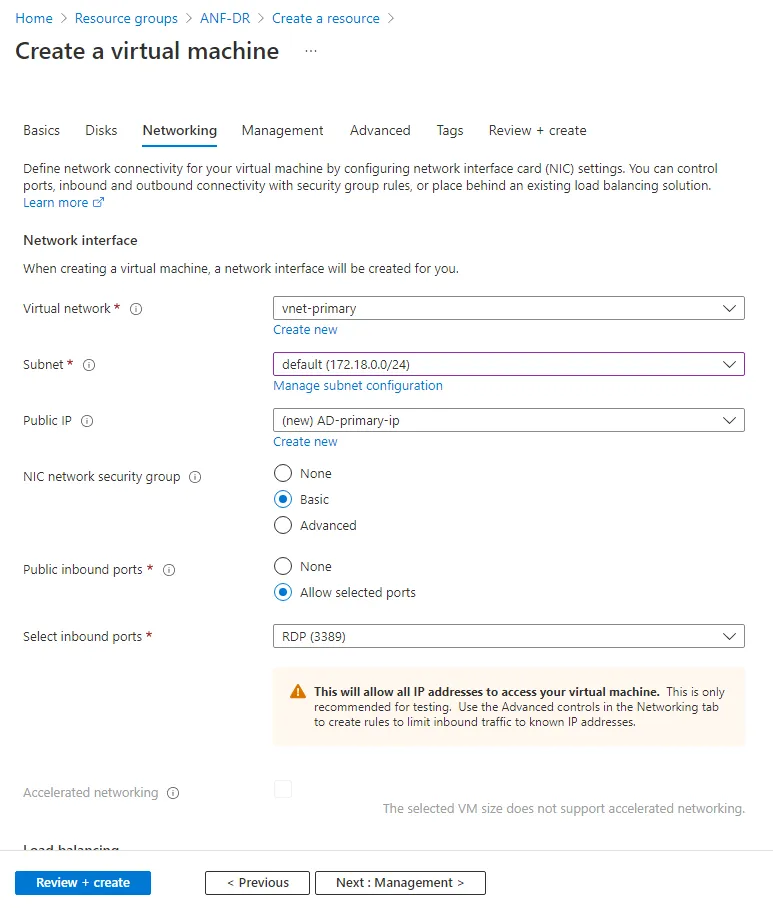 Home > Resource groups > ANF-DR > Create a resource >
Create a virtual machine ...
Basics Disks Networking Management Advanced Tags Review + create
Define network connectivity for your virtual machine by configuring network interface card (NIC) settings. You can control
ports, inbound and outbound connectivity with security group rules, or place behind an existing load balancing solution.
Learn more
Network interface
When creating a virtual machine, a network interface will be created for you.
Virtual network * vnet-primary
Create new
Subnet * default (172.18.0.0/24)
Manage subnet configuration
Public IP (new) AD-primary-ip
Create new
NIC network security group None
Basic
Advanced
Public inbound ports * None
Allow selected ports
Select inbound ports * RDP (3389)
This will allow all IP addresses to access your virtual machine. This is only
recommended for testing. Use the Advanced controls in the Networking tab
to create rules to limit inbound traffic to known IP addresses.
Accelerated networking
The selected VM size does not support accelerated networking.
Load balancing
Review + create < Previous Next : Management >